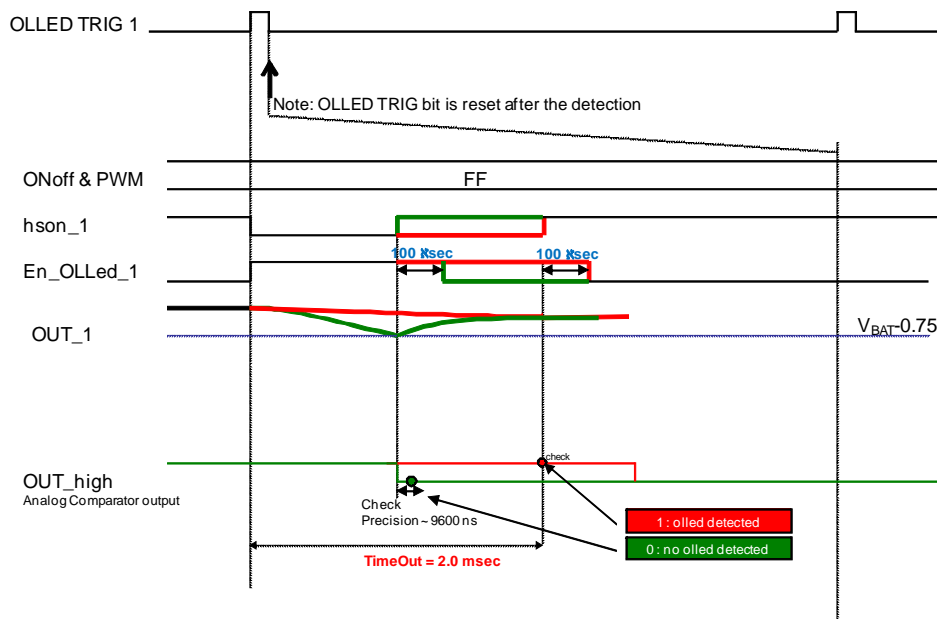 OLLED TRIG 1
Note: OLLED TRIG bit is reset after the detection
ONoff & PWM
FF
hson_1
100 sec
100 sec
En_OLLed_1
OUT_1
VBAT-0.75
check
OUT_high
Analog Comparator output
Check
Precision ~ 9600 ns
1 : olled detected
0 : no olled detected
TimeOut = 2.0 msec